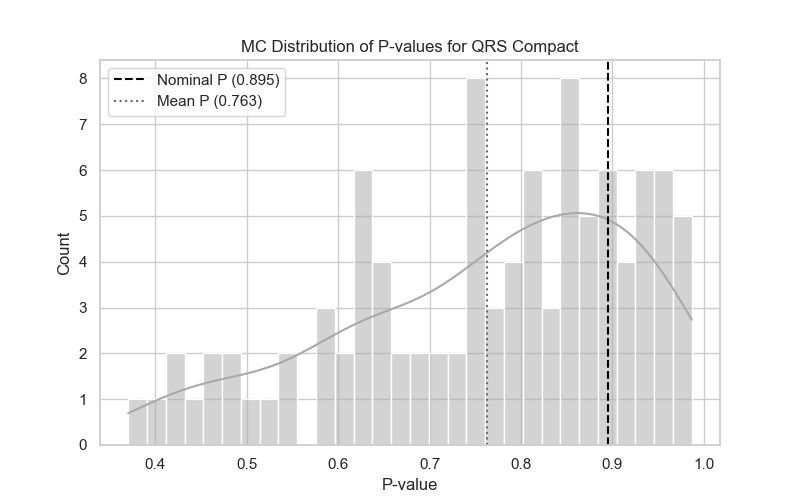 MC Distribution of P-values for QRS Compact
Nominal P (0.895)
Mean P (0.763)
8
7
6
5
4
3
2
1
0
Count
0.4 0.5 0.6 0.7 0.8 0.9 1.0
P-value